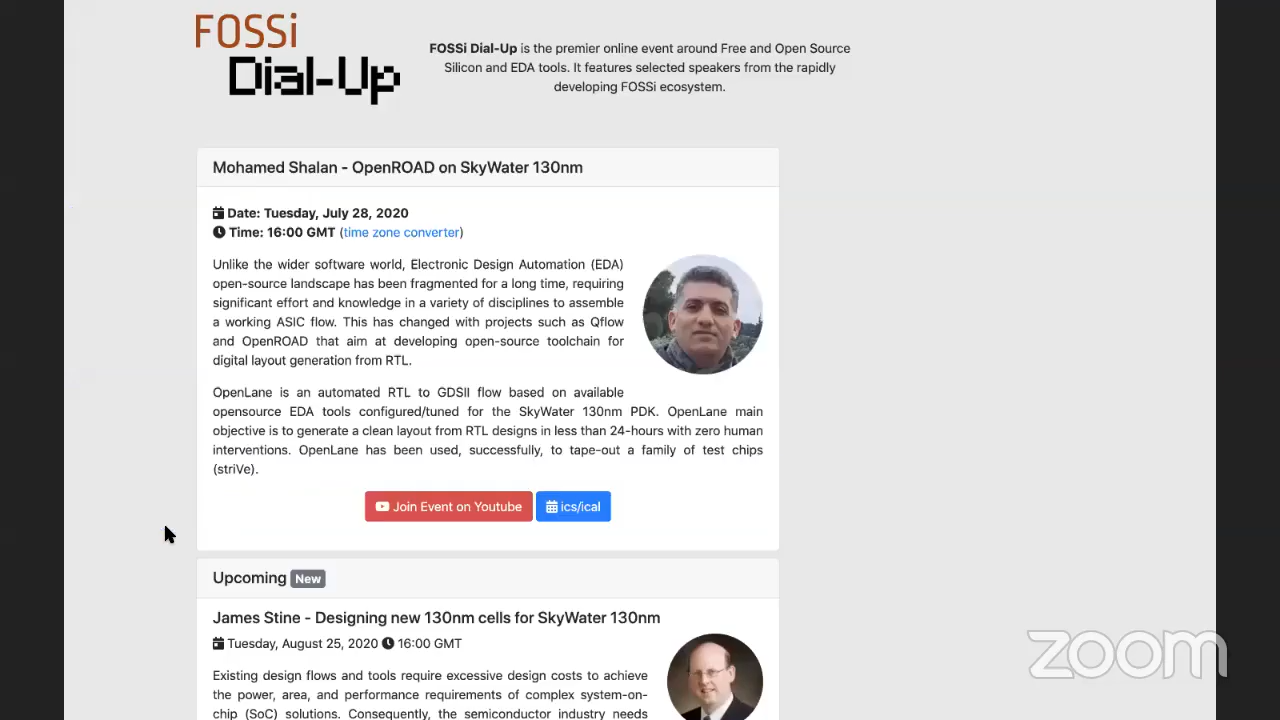 FOSSi
Dial-Up
FOSSi Dial-Up is the premier online event around Free and Open Source
Silicon and EDA tools. It features selected speakers from the rapidly
developing FOSSi ecosystem.
Mohamed Shalan - OpenROAD on SkyWater 130nm
Date: Tuesday, July 28, 2020
Time: 16:00 GMT (time zone converter)
Unlike the wider software world, Electronic Design Automation (EDA)
open-source landscape has been fragmented for a long time, requiring
significant effort and knowledge in a variety of disciplines to assemble
a working ASIC flow. This has changed with projects such as Qflow
and OpenROAD that aim at developing open-source toolchain for
digital layout generation from RTL.
OpenLane is an automated RTL to GDSII flow based on available
opensource EDA tools configured/tuned for the SkyWater 130nm PDK. OpenLane main
objective is to generate a clean layout from RTL designs in less than 24-hours with zero human
interventions. OpenLane has been used, successfully, to tape-out a family of test chips
(striVe).
Join Event on Youtube ics/ical
Upcoming New
James Stine - Designing new 130nm cells for SkyWater 130nm
Tuesday, August 25, 2020 16:00 GMT
Existing design flows and tools require excessive design costs to achieve
the power, area, and performance requirements of complex system-on-
chip (SoC) solutions. Consequently, the semiconductor industry needs
zoom